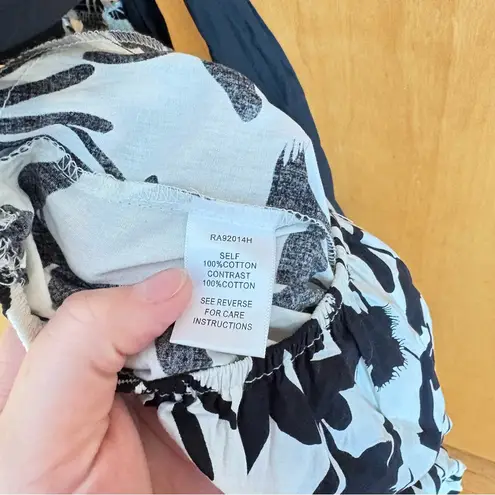 RA92014H
SELF
100%COTTON
CONTRAST
100%COTTON
SEE REVERSE
FOR CARE
INSTRUCTIONS